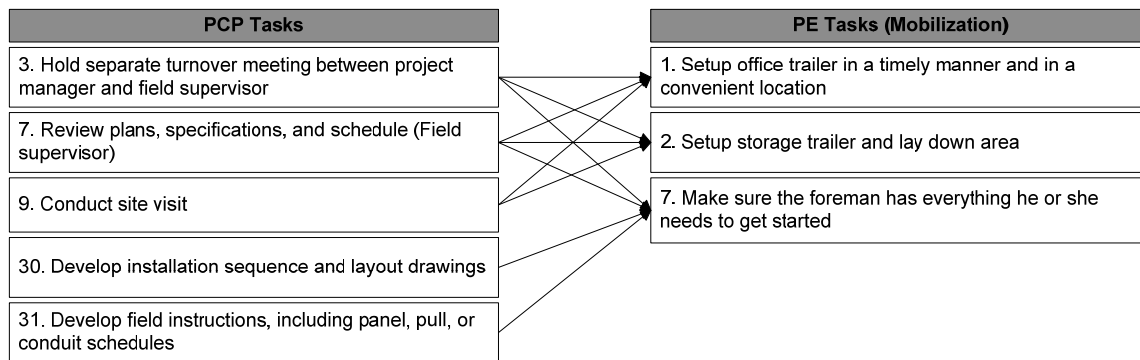 PCP Tasks
3. Hold separate turnover meeting between project
manager and field supervisor
7. Review plans, specifications, and schedule (Field
supervisor)
9. Conduct site visit
30. Develop installation sequence and layout drawings
31. Develop field instructions, including panel, pull, or
conduit schedules
PE Tasks (Mobilization)
1. Setup office trailer in a timely manner and in a
convenient location
2. Setup storage trailer and lay down area
7. Make sure the foreman has everything he or she
needs to get started